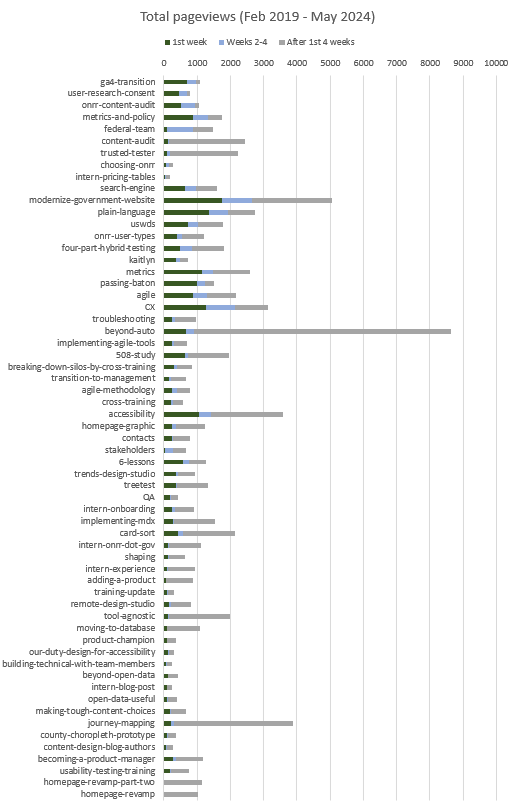 Total pageviews (Feb 2019 - May 2024)
1st week Weeks 2-4 After 1st 4 weeks
0 1000 2000 3000 4000 5000 6000 7000 8000 9000 10000
ga4-transition
user-research-consent
onrr-content-audit
metrics-and-policy
federal-team
content-audit
trusted-tester
choosing-onrr
intern-pricing-tables
search-engine
modernize-government-website
plain-language
uswds
onrr-user-types
four-part-hybrid-testing
kaitlyn
metrics
passing-baton
agile
CX
troubleshooting
beyond-auto
implementing-agile-tools
508-study
breaking-down-silos-by-cross-training
transition-to-management
agile-methodology
cross-training
accessibility
homepage-graphic
contacts
stakeholders
6-lessons
trends-design-studio
treetest
QA
intern-onboarding
implementing-mdx
card-sort
intern-onrr-dot-gov
shaping
intern-experience
adding-a-product
training-update
remote-design-studio
tool-agnostic
moving-to-database
product-champion
our-duty-design-for-accessibility
building-technical-with-team-members
beyond-open-data
intern-blog-post
open-data-useful
making-tough-content-choices
journey-mapping
county-choropleth-prototype
content-design-blog-authors
becoming-a-product-manager
usability-testing-training
homepage-revamp-part-two
homepage-revamp